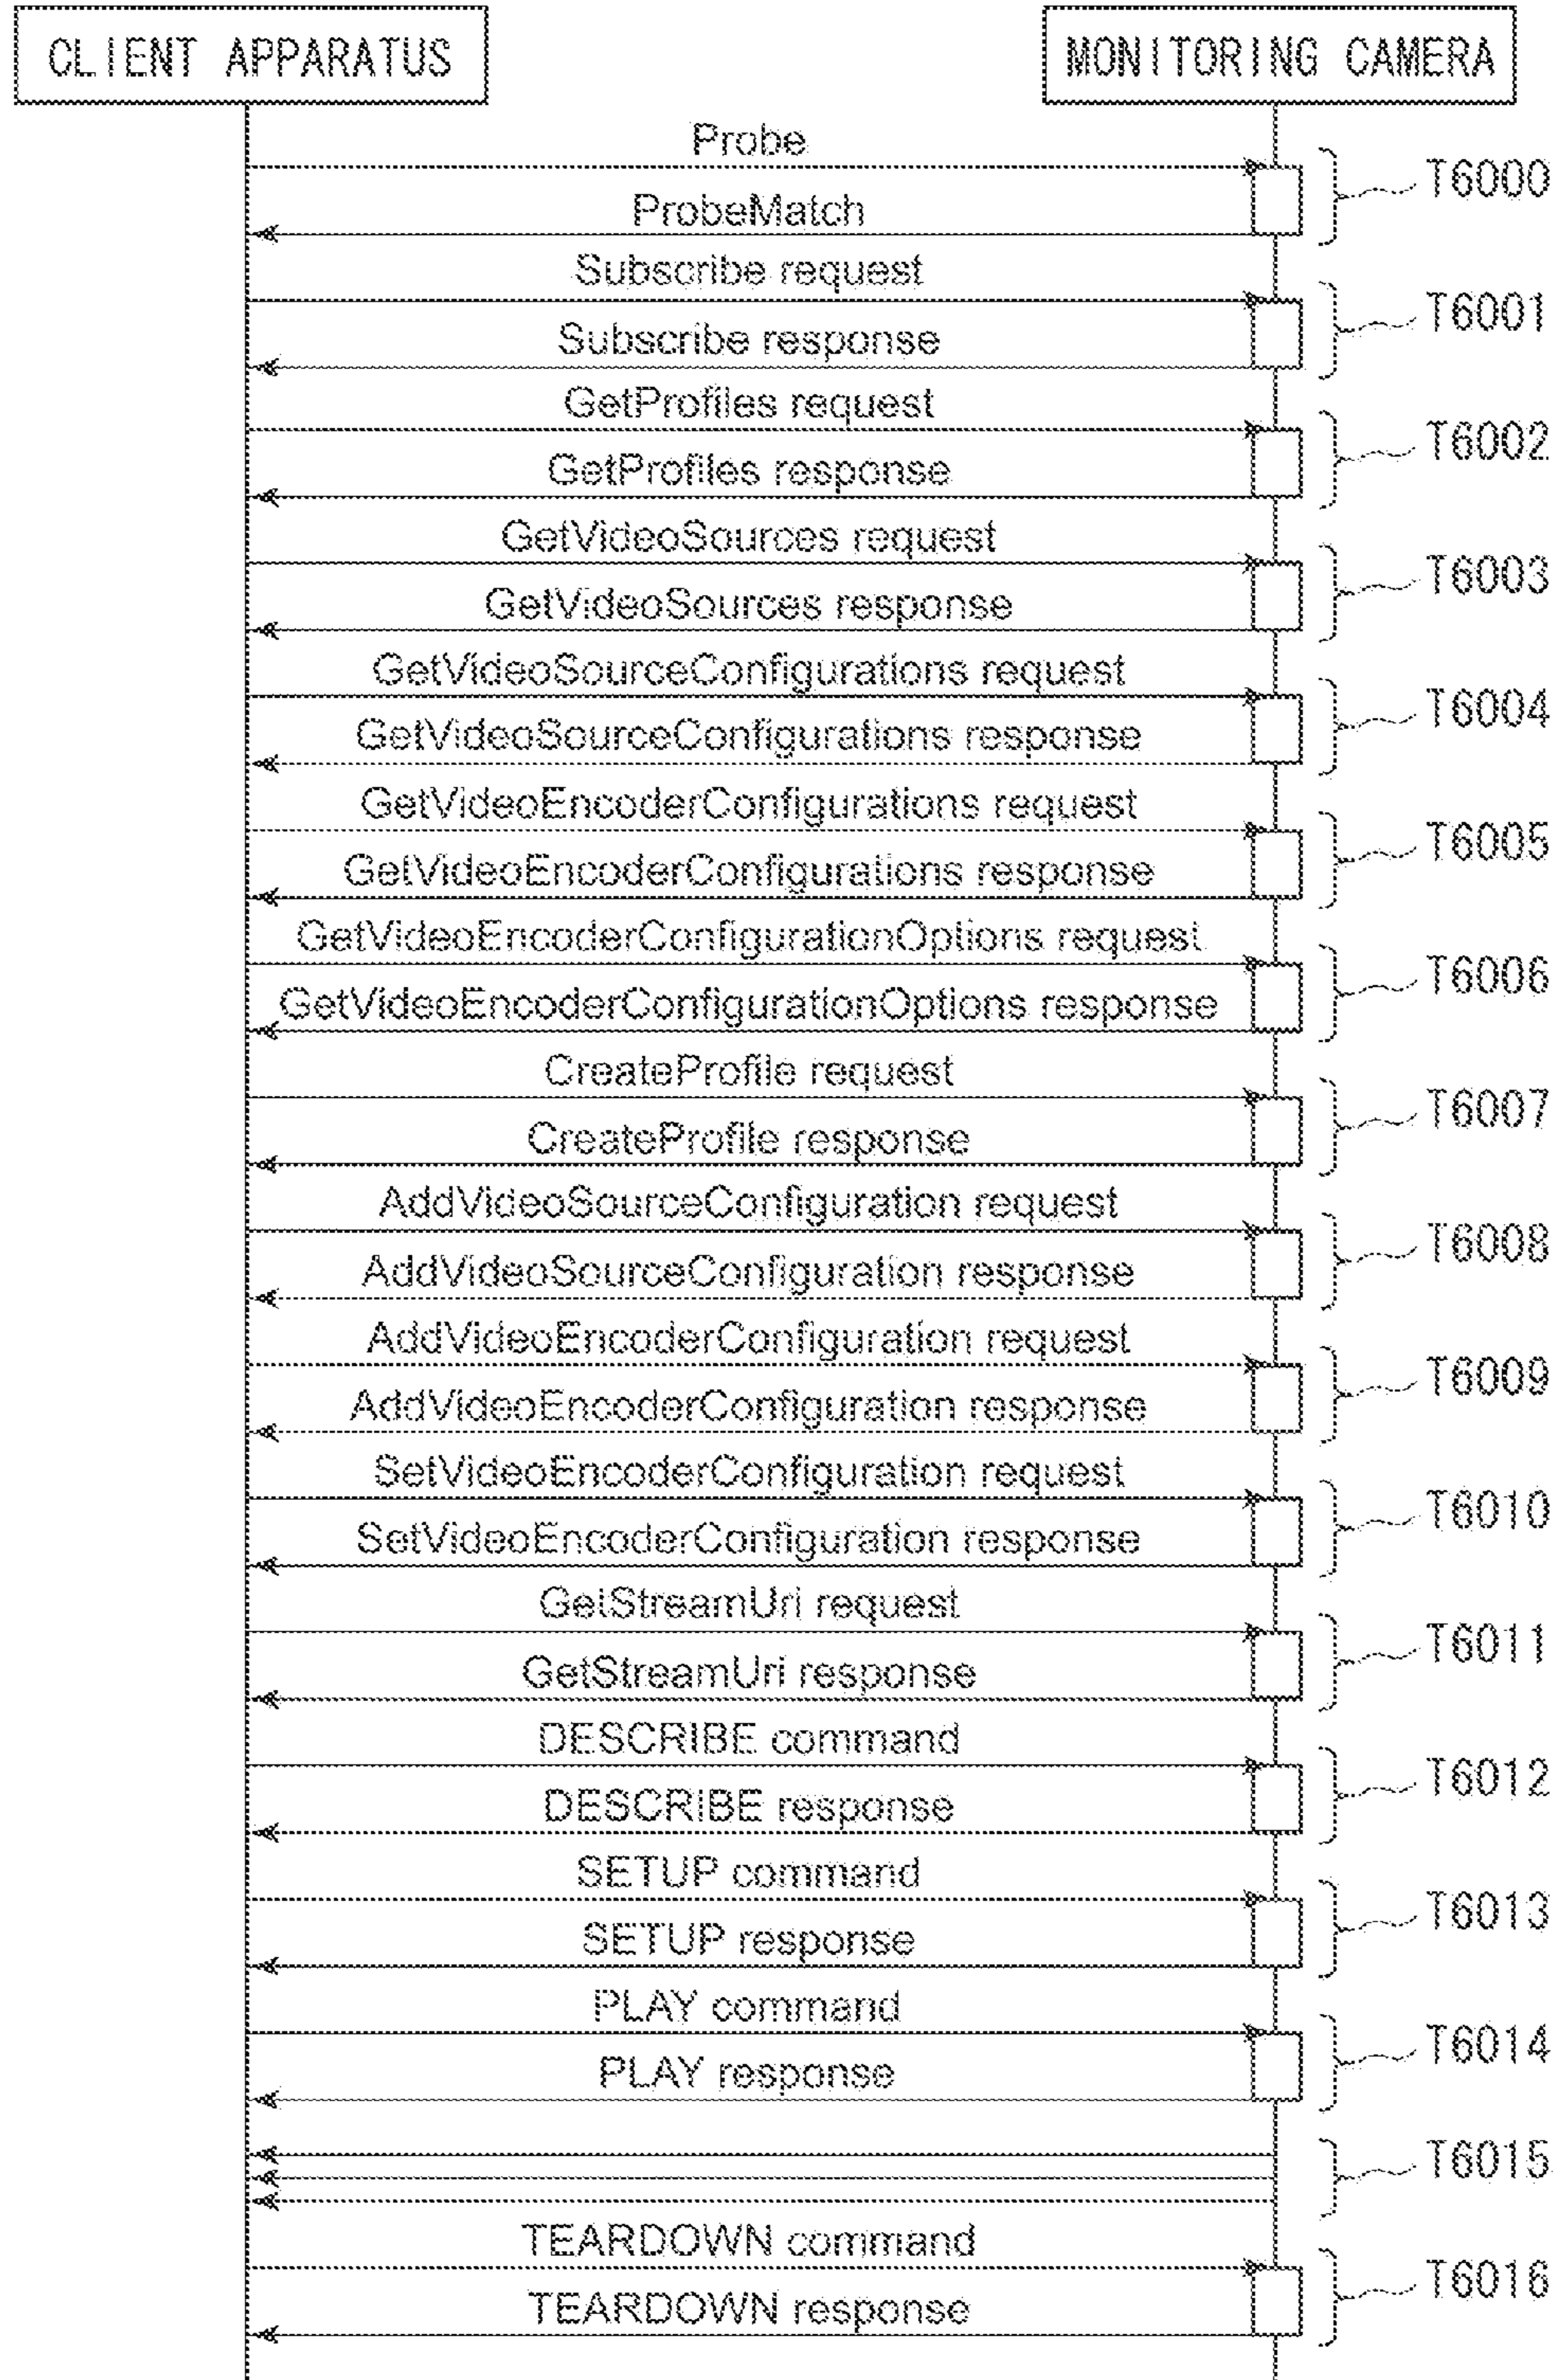 CLIENT APPARATUS
MONITORING CAMERA
Probe
T6000
ProbeMatch
Subscribe request
T6001
Subscribe response
GetProfiles request
T6002
GetProfiles response
GetVideoSources request
T6003
GetVideoSources response
GetVideoSourceConfigurations request
T6004
GetVideoSourceConfigurations response
GetVideoEncoderConfigurations request
T6005
GetVideoEncoderConfigurations response
GetVideoEncoderConfigurationOptions request
T6006
GetVideoEncoderConfigurationOptions response
CreateProfile request
T6007
CreateProfile response
AddVideoSourceConfiguration request
T6008
AddVideoSourceConfiguration response
AddVideoEncoderConfiguration request
T6009
AddVideoEncoderConfiguration response
SetVideoEncoderConfiguration request
T6010
SetVideoEncoderConfiguration response
GetStreamUri request
T6011
GetStreamUri response
DESCRIBE command
T6012
DESCRIBE response
SETUP command
T6013
SETUP response
PLAY command
T6014
PLAY response
T6015
TEARDOWN command
T6016
TEARDOWN response